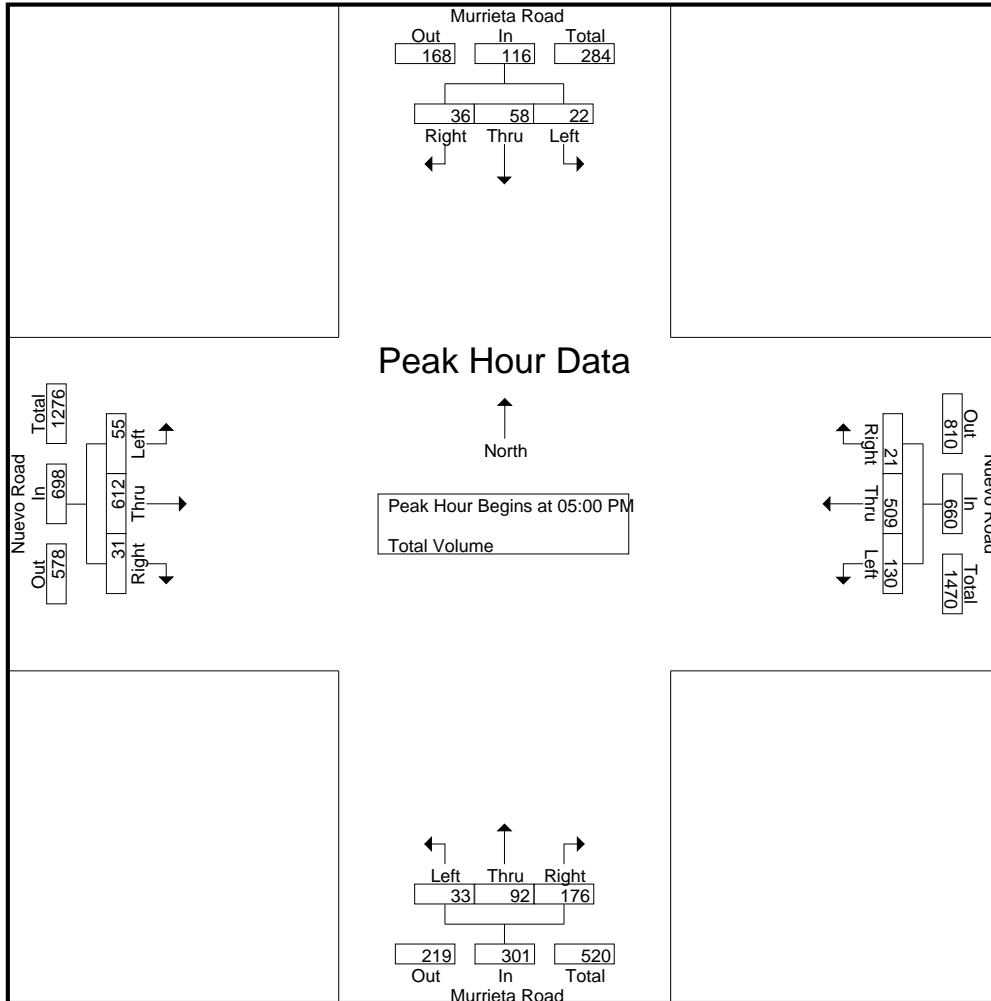 Murrieta Road
Out In Total
168 116 284
36 58 22
Right Thru Left
Peak Hour Data
North
Peak Hour Begins at 05:00 PM
Total Volume
Nuevo Road
Total In Out
1276 698 578
55 612 31
Left Thru Right
Right Thru Left
21 509 130
Out In Total
810 660 1470
Nuevo Road
Left Thru Right
33 92 176
219 301 520
Out In Total
Murrieta Road